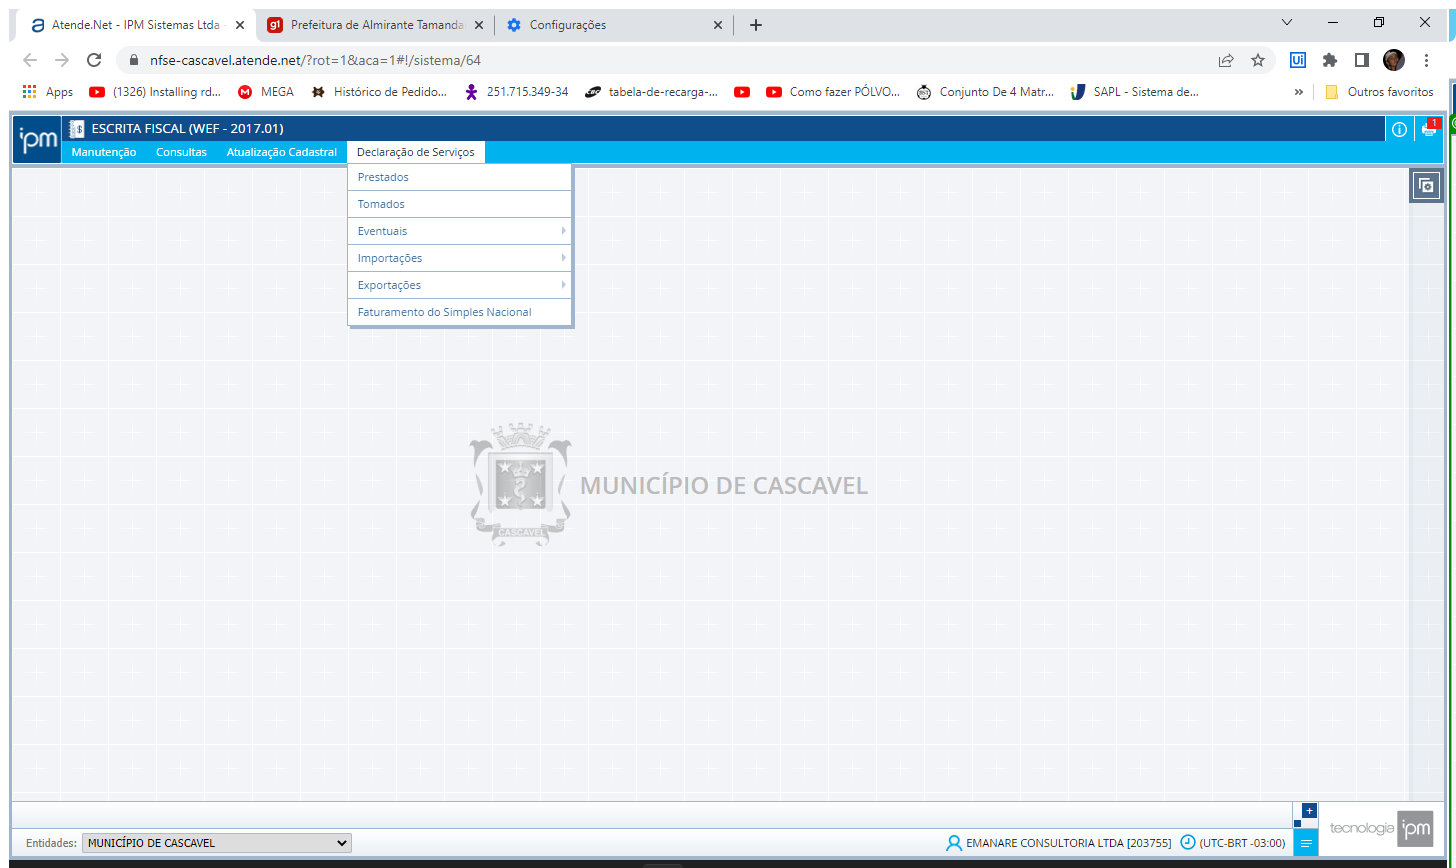 Atende.Net - IPM Sistemas Ltda
g1 Prefeitura de Almirante Tamanda
Configurações
nfse-cascavel.atende.net/?rot=1&aca=1#!/sistema/64
Apps (1326) Installing rd... MEGA Histórico de Pedido... 251.715.349-34 tabela-de-recarga-... Como fazer PÓLVO... Conjunto De 4 Matr... SAPL - Sistema de... » Outros favoritos
ipm ESCRITA FISCAL (WEF - 2017.01) 1
Manutenção Consultas Atualização Cadastral Declaração de Serviços
Prestados
Tomados
Eventuais
Importações
Exportações
Faturamento do Simples Nacional
MUNICÍPIO DE CASCAVEL
CASCAVEL
Entidades: MUNICÍPIO DE CASCAVEL EMANARE CONSULTORIA LTDA [203755] (UTC-BRT -03:00) tecnologia ipm